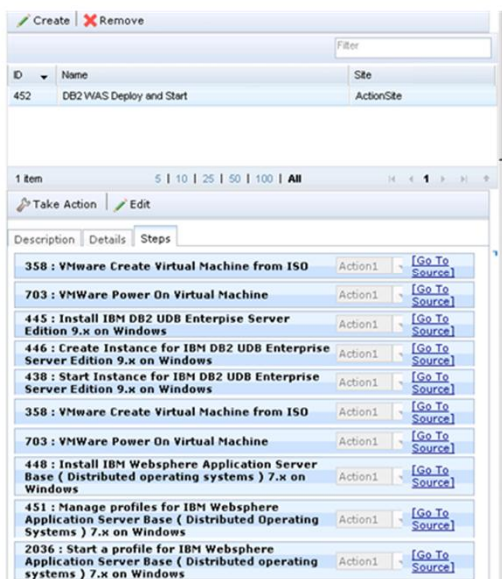 Create Remove
Filter
ID Name Site
452 DB2 WAS Deploy and Start ActionSite
1 item 5 | 10 | 25 | 50 | 100 | All 1
Take Action Edit
Description Details Steps
358 : VMware Create Virtual Machine from ISO Action1 [Go To
Source]
703 : VMWare Power On Virtual Machine Action1 [Go To
Source]
445 : Install IBM DB2 UDB Enterpise Server
Edition 9.x on Windows Action1 [Go To
Source]
446 : Create Instance for IBM DB2 UDB Enterprise
Server Edition 9.x on Windows Action1 [Go To
Source]
438 : Start Instance for IBM DB2 UDB Enterprise
Server Edition 9.x on Windows Action1 [Go To
Source]
358 : VMware Create Virtual Machine from ISO Action1 [Go To
Source]
703 : VMWare Power On Virtual Machine Action1 [Go To
Source]
448 : Install IBM Websphere Application Server
Base ( Distributed operating systems ) 7.x on
Windows Action1 [Go To
Source]
451 : Manage profiles for IBM Websphere
Application Server Base ( Distributed Operating
Systems ) 7.x on Windows Action1 [Go To
Source]
2036 : Start a profile for IBM Websphere
Application Server Base ( Distributed operating
systems ) 7.x on Windows Action1 [Go To
Source]